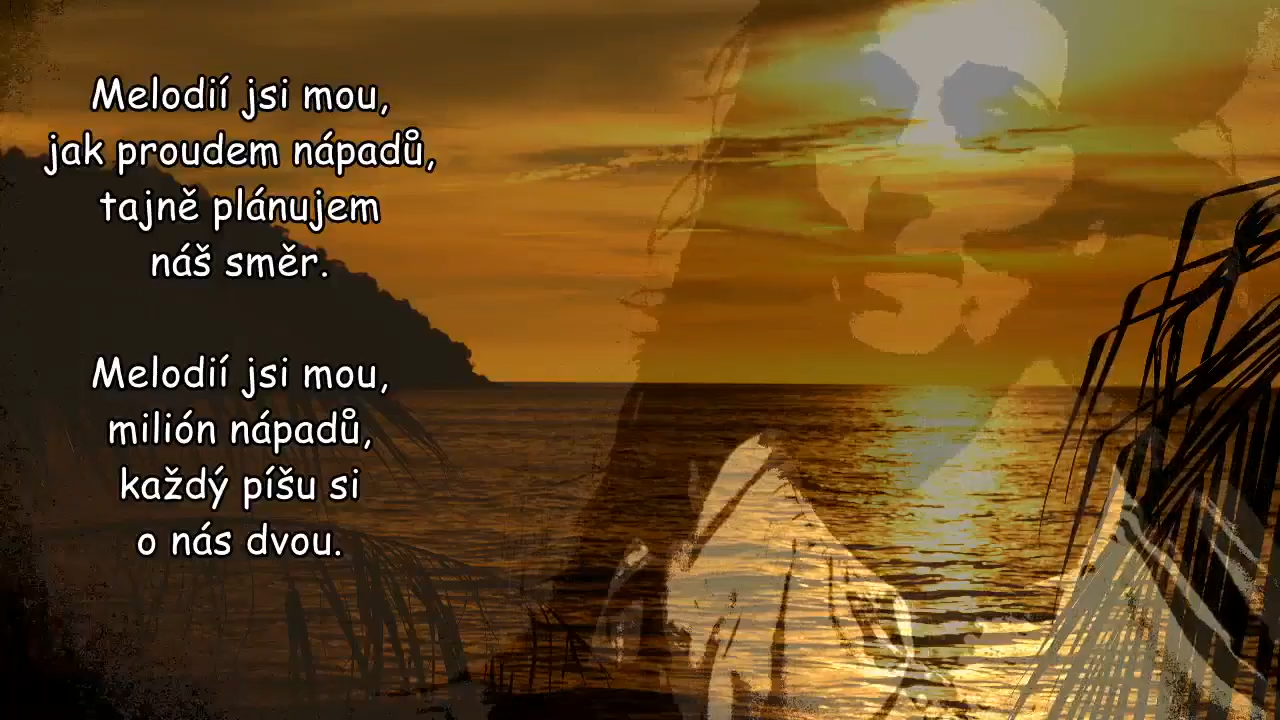 Melodií jsi mou,
jak proudem nápadů,
tajně plánujem
náš směr.
Melodií jsi mou,
milión nápadů,
každý píšu si
o nás dvou.